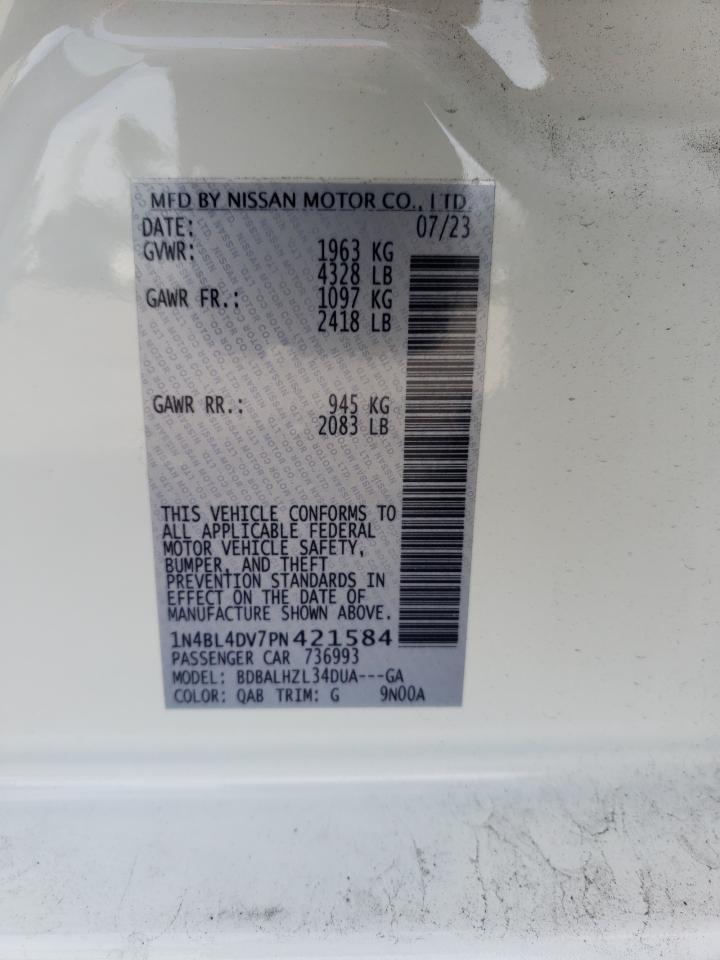 MFD BY NISSAN MOTOR CO., LTD.
DATE: 07/23
GVWR: 1963 KG
4328 LB
GAWR FR.: 1097 KG
2418 LB
GAWR RR.: 945 KG
2083 LB
THIS VEHICLE CONFORMS TO
ALL APPLICABLE FEDERAL
MOTOR VEHICLE SAFETY,
BUMPER, AND THEFT
PREVENTION STANDARDS IN
EFFECT ON THE DATE OF
MANUFACTURE SHOWN ABOVE.
1N4BL4DV7PN421584
PASSENGER CAR 736993
MODEL: BDBALHZL34DUA---GA
COLOR: QAB TRIM: G 9N00A